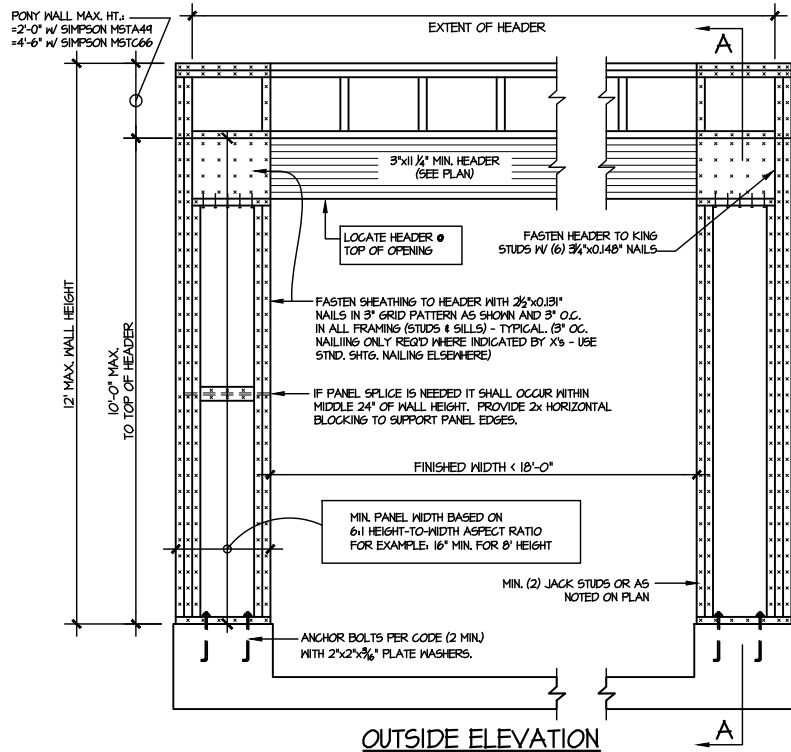 PONY WALL MAX. HT.:
=2'-0" W/ SIMPSON MSTA49
=4'-6" W/ SIMPSON MSTC66
EXTENT OF HEADER
A
3"x11 1/4" MIN. HEADER
(SEE PLAN)
LOCATE HEADER @
TOP OF OPENING
FASTEN HEADER TO KING
STUDS W/ (6) 3 1/4"x0.148" NAILS
FASTEN SHEATHING TO HEADER WITH 2 1/2"x0.131"
NAILS IN 3" GRID PATTERN AS SHOWN AND 3" O.C.
IN ALL FRAMING (STUDS & SILLS) - TYPICAL. (3" OC.
NAILIING ONLY REQ'D WHERE INDICATED BY X's - USE
STND. SHTG. NAILING ELSEWHERE)
12' MAX. WALL HEIGHT
10'-0" MAX.
TO TOP OF HEADER
IF PANEL SPLICE IS NEEDED IT SHALL OCCUR WITHIN
MIDDLE 24" OF WALL HEIGHT. PROVIDE 2x HORIZONTAL
BLOCKING TO SUPPORT PANEL EDGES.
FINISHED WIDTH < 18'-0"
MIN. PANEL WIDTH BASED ON
6:1 HEIGHT-TO-WIDTH ASPECT RATIO
FOR EXAMPLE: 16" MIN. FOR 8' HEIGHT
MIN. (2) JACK STUDS OR AS
NOTED ON PLAN
ANCHOR BOLTS PER CODE (2 MIN.)
WITH 2"x2"x3/16" PLATE WASHERS.
OUTSIDE ELEVATION
A